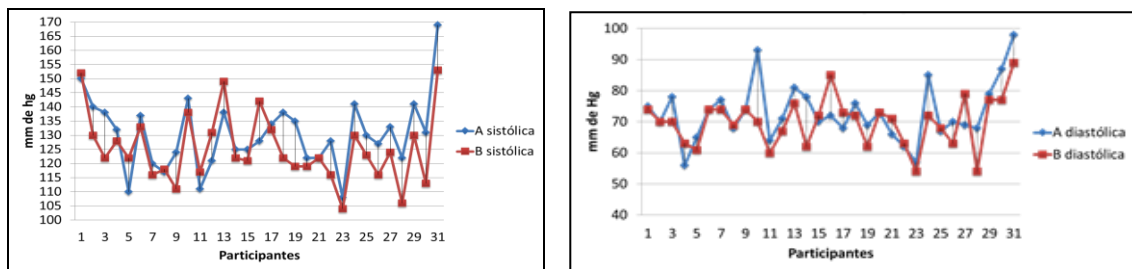 170
165
160
155
150
145
140
135
130
125
120
115
110
105
100
mm de hg
1 3 5 7 9 11 13 15 17 19 21 23 25 27 29 31
Participantes
A sistólica
B sistólica
100
90
80
70
60
50
40
mm de Hg
1 3 5 7 9 11 13 15 17 19 21 23 25 27 29 31
Participantes
A diastólica
B diastólica